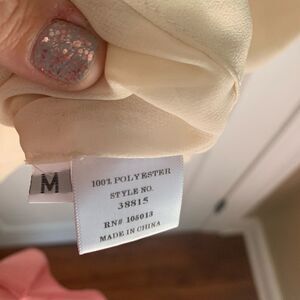 M
100% POLYESTER
STYLE NO.
38815
RN# 105013
MADE IN CHINA